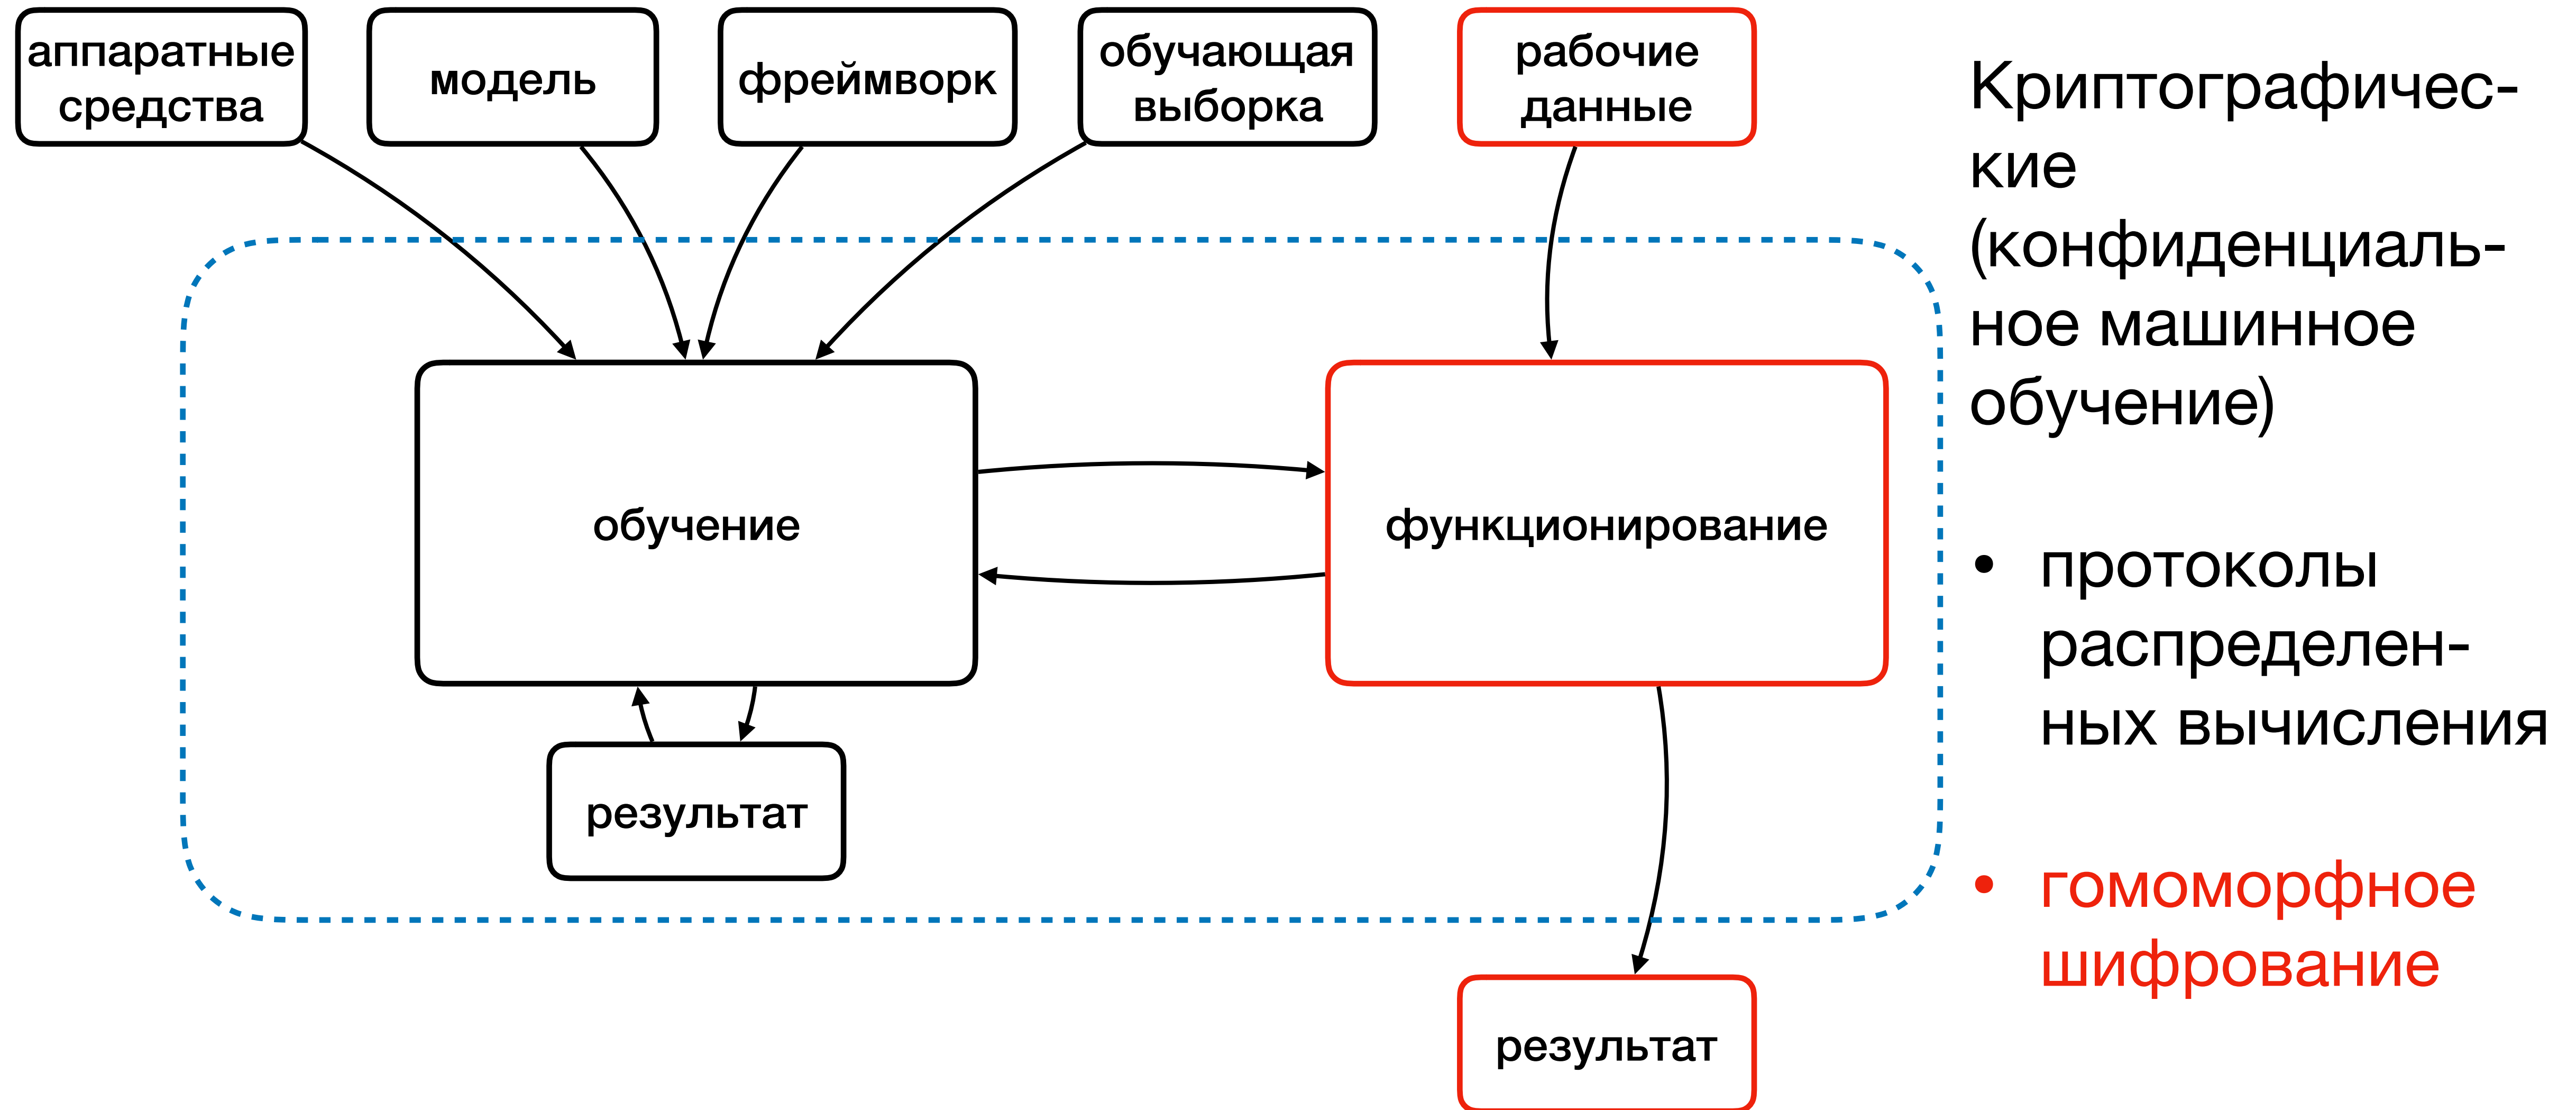 аппаратные
средства
модель
фреймворк
обучающая
выборка
рабочие
данные
обучение
функционирование
результат
результат
Криптографичес-
кие
(конфиденциаль-
ное машинное
обучение)
• протоколы
распределен-
ных вычисления
• гомоморфное
шифрование